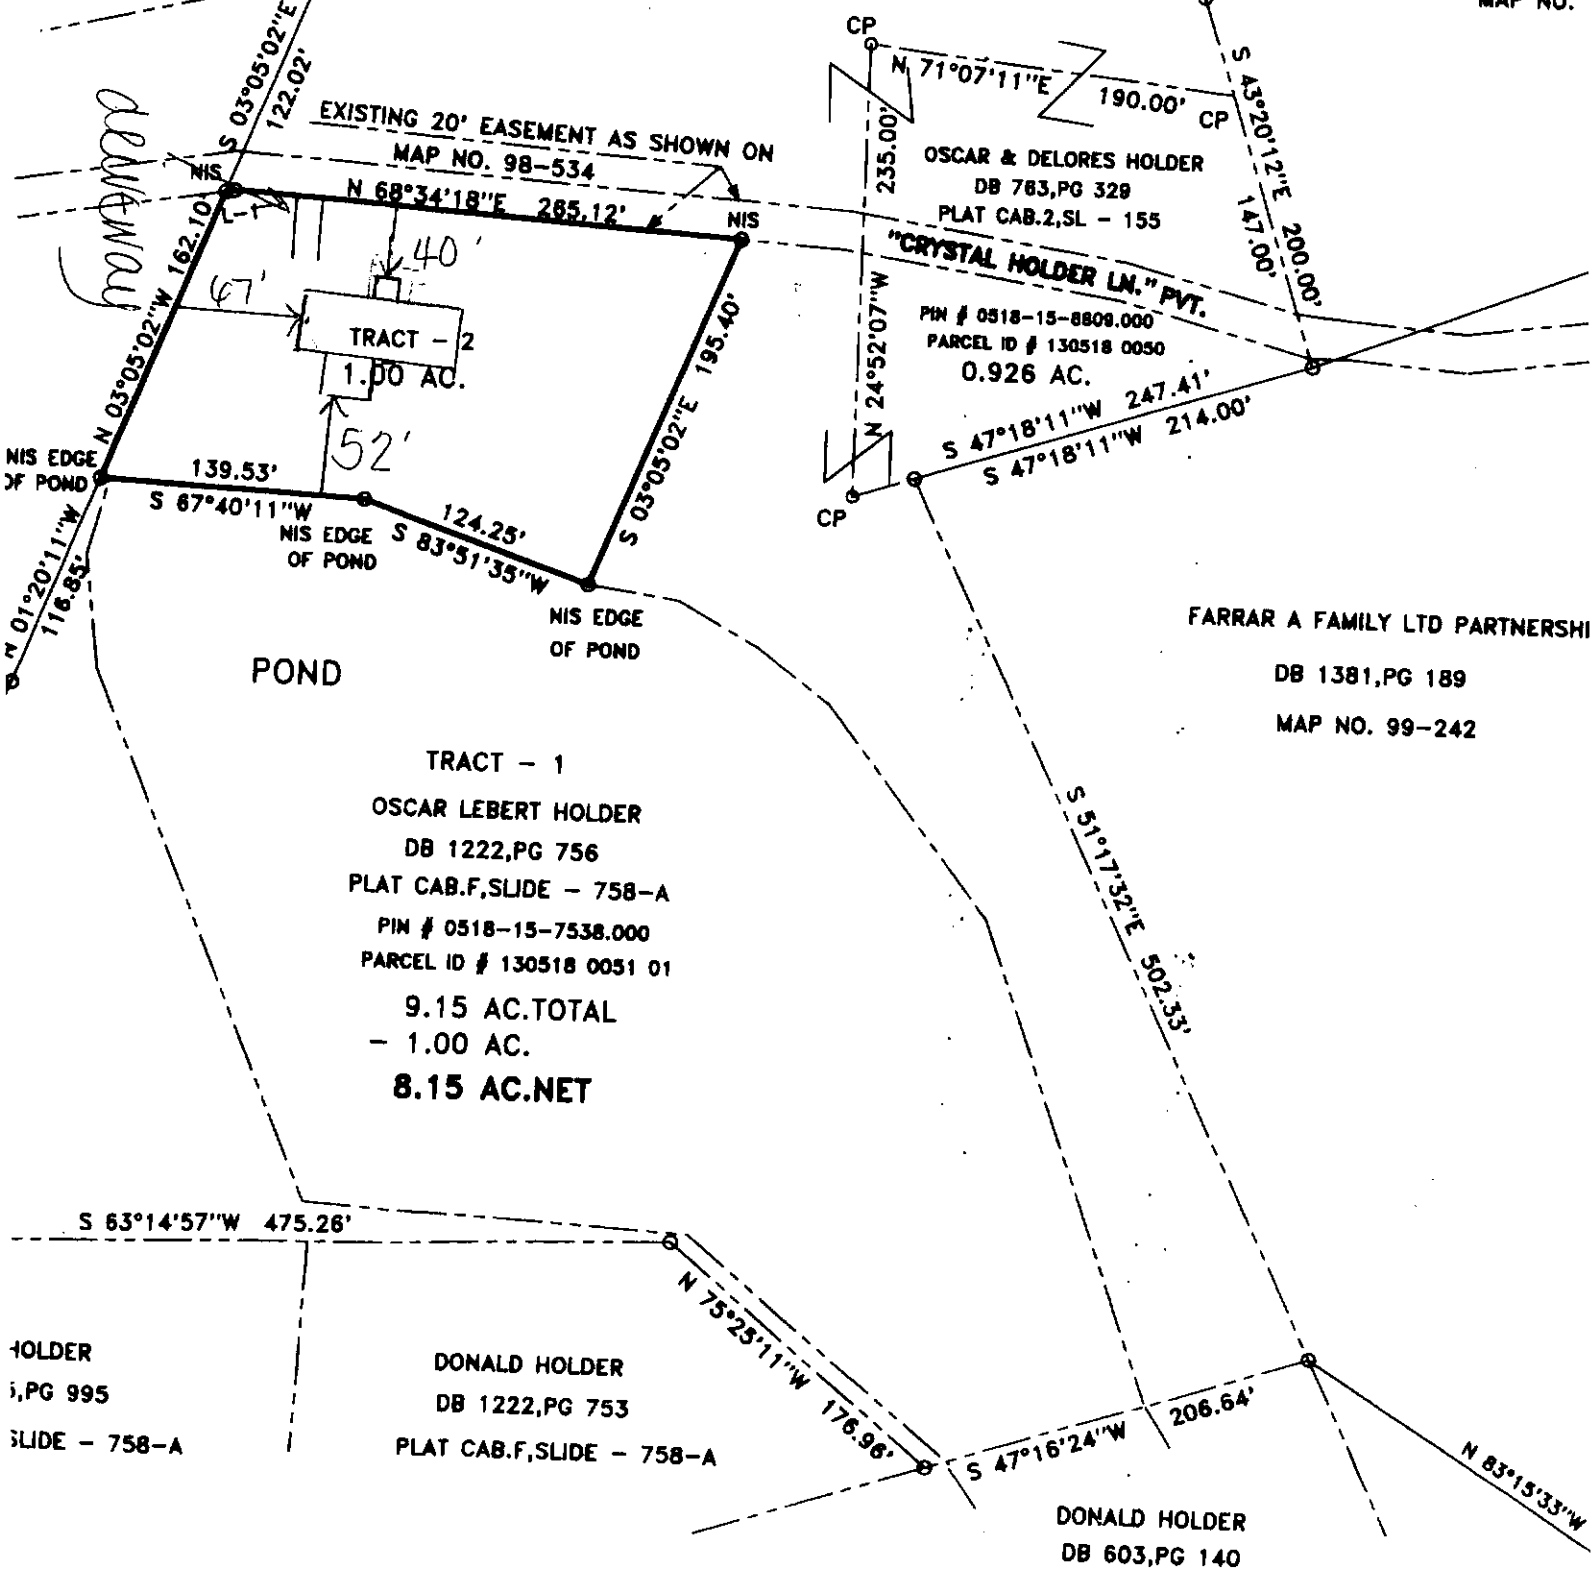 MAP NO.
S 03°05'02"E
122.02'
CP
N 71°07'11"E 190.00'
CP
S 43°20'12"E 200.00'
147.00'
EXISTING 20' EASEMENT AS SHOWN ON
MAP NO. 98-534
235.00'
N 24°52'07"W
OSCAR & DELORES HOLDER
DB 763,PG 329
PLAT CAB.2,SL - 155
driveway
NIS
L-1
N 68°34'18"E 265.12'
NIS
"CRYSTAL HOLDER LN." PVT.
40'
67'
N 03°05'02"W 162.10'
TRACT - 2
1.00 AC.
S 03°05'02"E 195.40'
PIN # 0518-15-8809.000
PARCEL ID # 130518 0050
0.926 AC.
S 47°18'11"W 247.41'
S 47°18'11"W 214.00'
52'
NIS EDGE
OF POND
139.53'
S 67°40'11"W
NIS EDGE
OF POND
124.25'
S 83°51'35"W
CP
N 01°20'11"W
116.85'
NIS EDGE
OF POND
FARRAR A FAMILY LTD PARTNERSHI
DB 1381,PG 189
MAP NO. 99-242
POND
TRACT - 1
OSCAR LEBERT HOLDER
DB 1222,PG 756
PLAT CAB.F,SLIDE - 758-A
PIN # 0518-15-7538.000
PARCEL ID # 130518 0051 01
9.15 AC.TOTAL
- 1.00 AC.
8.15 AC.NET
S 51°17'32"E 502.33'
S 63°14'57"W 475.26'
N 75°25'11"W 176.96'
HOLDER
,PG 995
SLIDE - 758-A
DONALD HOLDER
DB 1222,PG 753
PLAT CAB.F,SLIDE - 758-A
S 47°16'24"W 206.64'
N 83°15'33"W
DONALD HOLDER
DB 603,PG 140